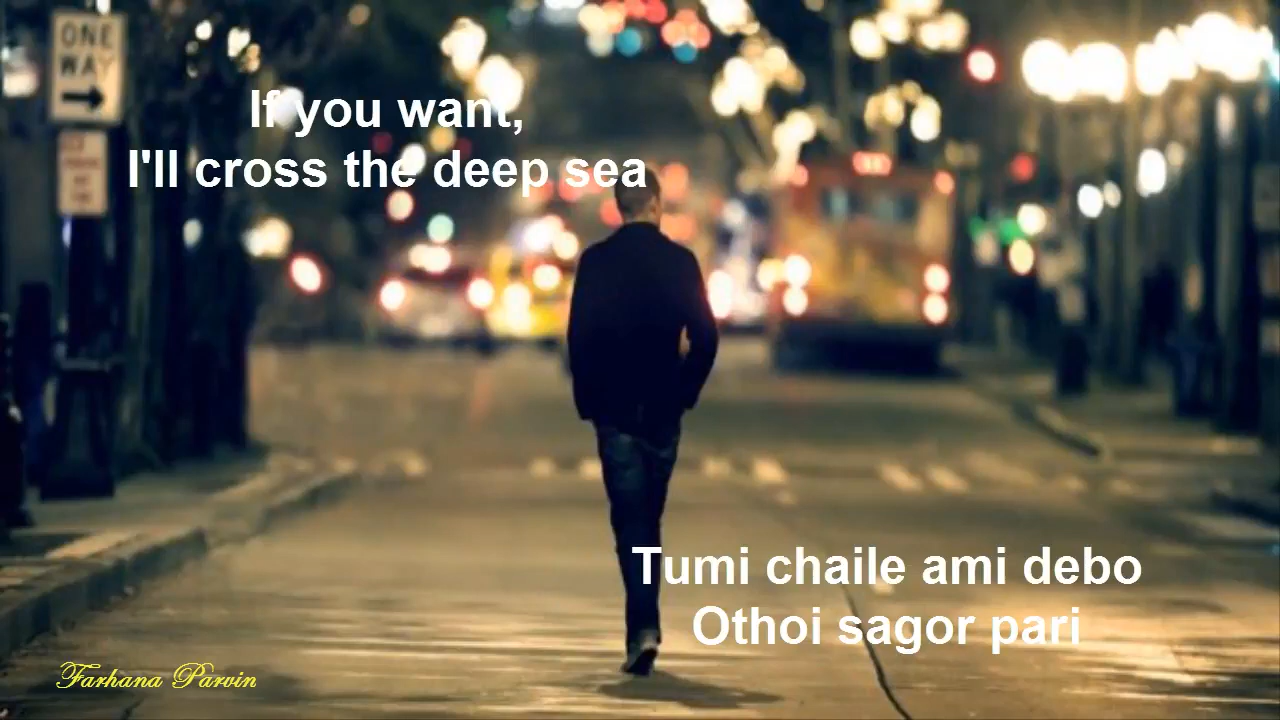 ONE
WAY
If you want,
I'll cross the deep sea
Tumi chaile ami debo
Othoi sagor pari
Farhana Parvin